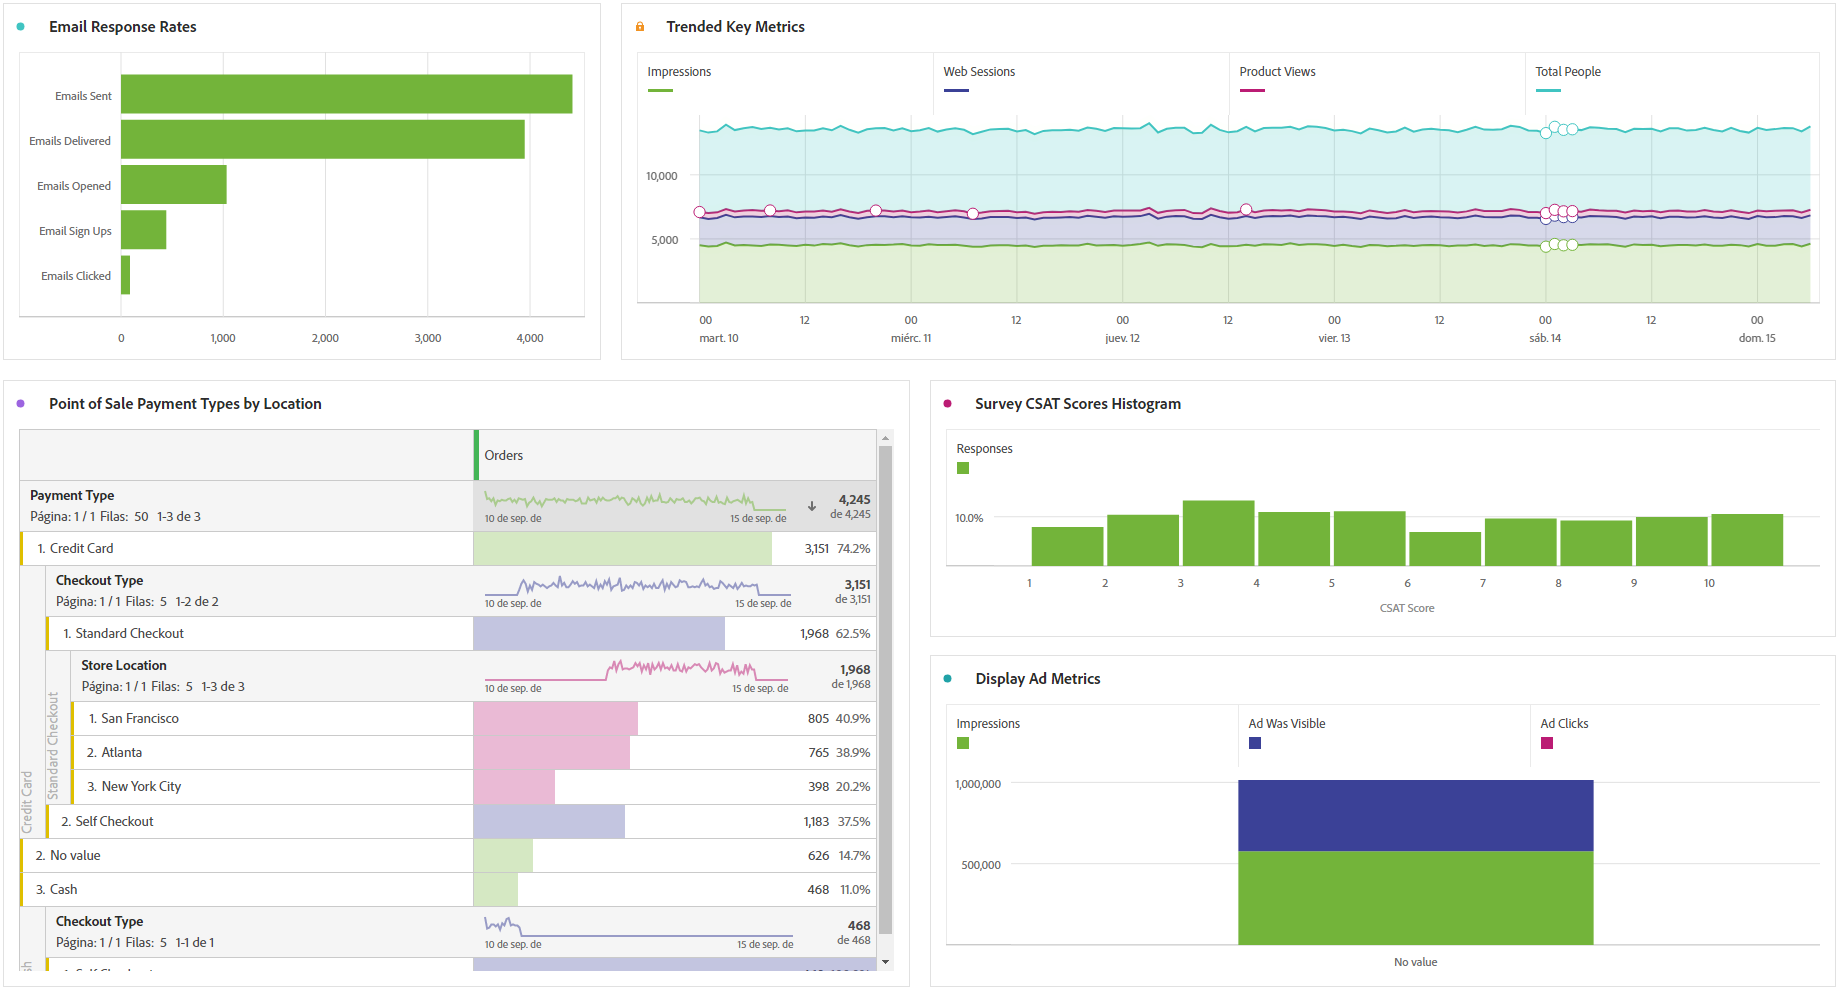 Email Response Rates
Emails Sent
Emails Delivered
Emails Opened
Email Sign Ups
Emails Clicked
0 1,000 2,000 3,000 4,000
Trended Key Metrics
Impressions Web Sessions Product Views Total People
10,000
5,000
00 12 00 12 00 12 00 12 00 12 00
mart. 10 miérc. 11 juev. 12 vier. 13 sáb. 14 dom. 15
Point of Sale Payment Types by Location
Orders
Payment Type
Página: 1 / 1 Filas: 50 1-3 de 3
10 de sep. de 15 de sep. de
4,245
de 4,245
1. Credit Card 3,151 74.2%
Credit Card
Checkout Type
Página: 1 / 1 Filas: 5 1-2 de 2
10 de sep. de 15 de sep. de
3,151
de 3,151
1. Standard Checkout 1,968 62.5%
Standard Checkout
Store Location
Página: 1 / 1 Filas: 5 1-3 de 3
10 de sep. de 15 de sep. de
1,968
de 1,968
1. San Francisco 805 40.9%
2. Atlanta 765 38.9%
3. New York City 398 20.2%
2. Self Checkout 1,183 37.5%
2. No value 626 14.7%
3. Cash 468 11.0%
Checkout Type
Página: 1 / 1 Filas: 5 1-1 de 1
10 de sep. de 15 de sep. de
468
de 468
Survey CSAT Scores Histogram
Responses
10.0%
1 2 3 4 5 6 7 8 9 10
CSAT Score
Display Ad Metrics
Impressions Ad Was Visible Ad Clicks
1,000,000
500,000
No value